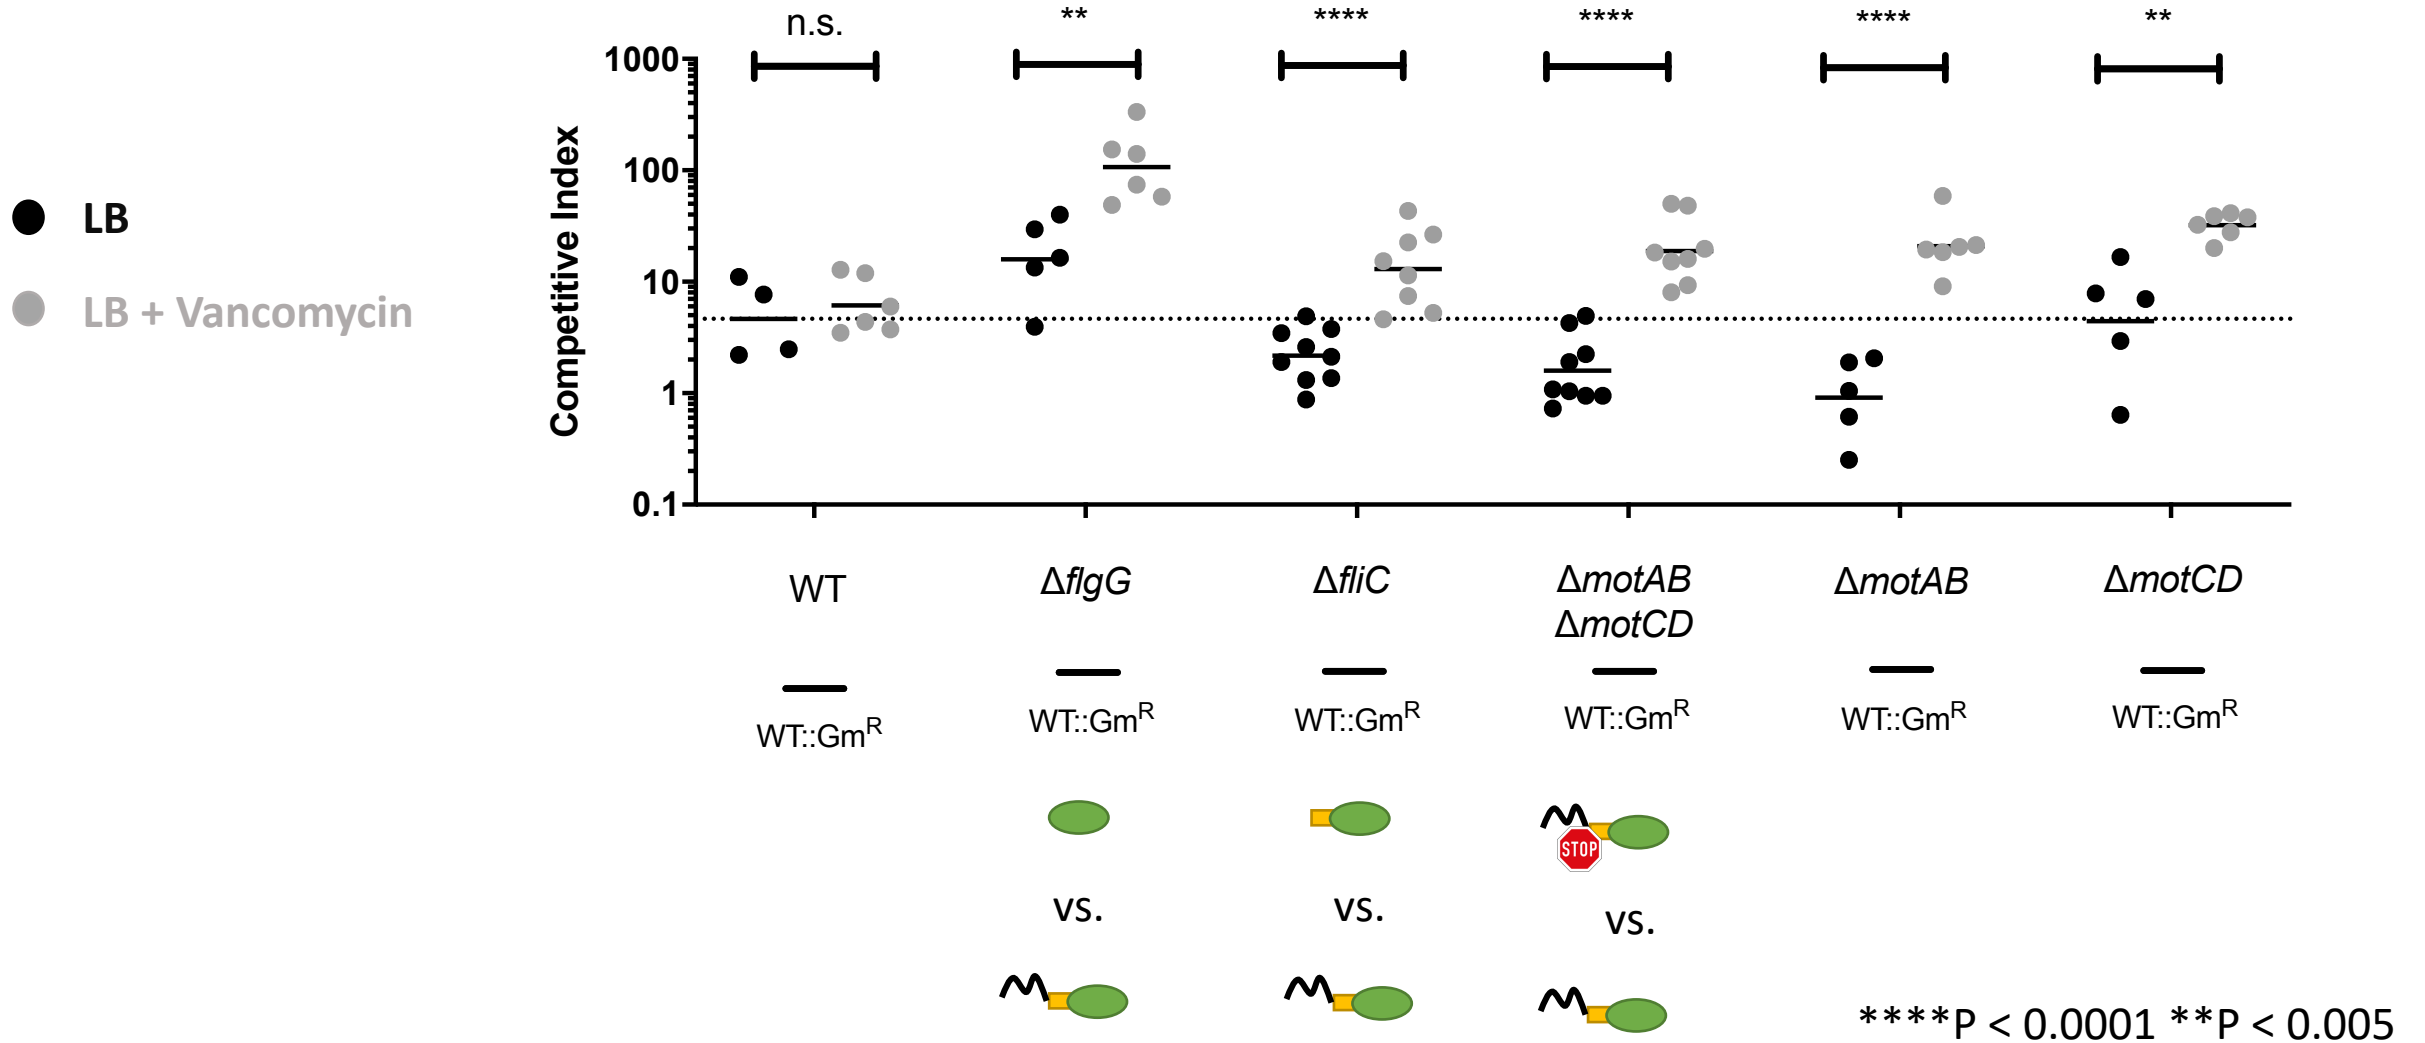 n.s.
**
****
****
****
**
1000
100
10
1
0.1
Competitive Index
LB
LB + Vancomycin
WT
ΔflgG
ΔfliC
ΔmotAB
ΔmotCD
ΔmotAB
ΔmotCD
WT::Gmᴿ
WT::Gmᴿ
WT::Gmᴿ
WT::Gmᴿ
WT::Gmᴿ
WT::Gmᴿ
STOP
vs.
vs.
vs.
****P < 0.0001 **P < 0.005